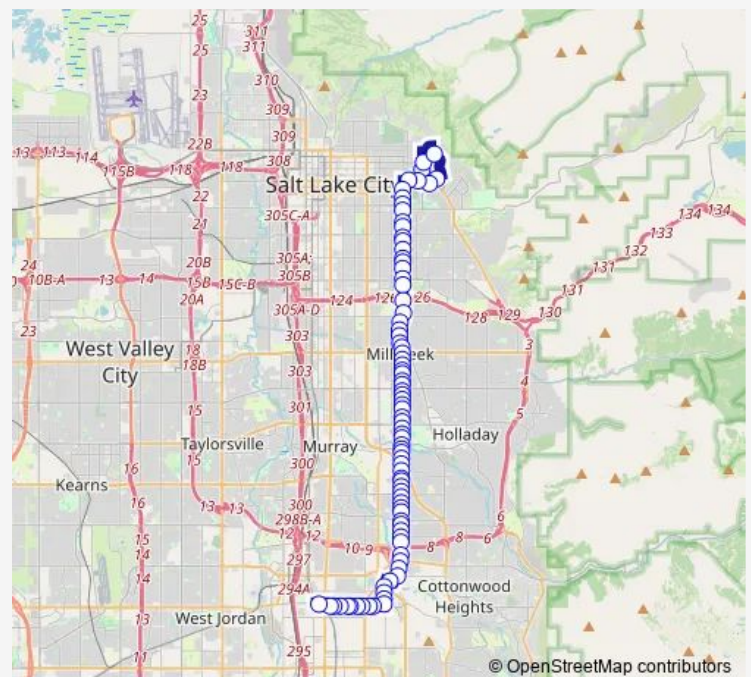 25
311
311
25
310
23
309
309
22B
13
113
114
115B
118
118
308
Salt Lake City
22
305C-A
21
134
134
133
132
24
20B
305A;
131
10B-A
13
14
15B
15C-B
305B
131
20A
124
126
26
305A-D
128
129
130
23
303
3
West Valley
City
18
18B
303
Millcreek
4
15
301
5
Taylorsville
Murray
Holladay
16
15
300
Kearns
16
13
13
300
6
298B-A
15
12
12
10-9
8
8
6
14
297
14
294A
Cottonwood
Heights
13
West Jordan
11
295
© OpenStreetMap contributors